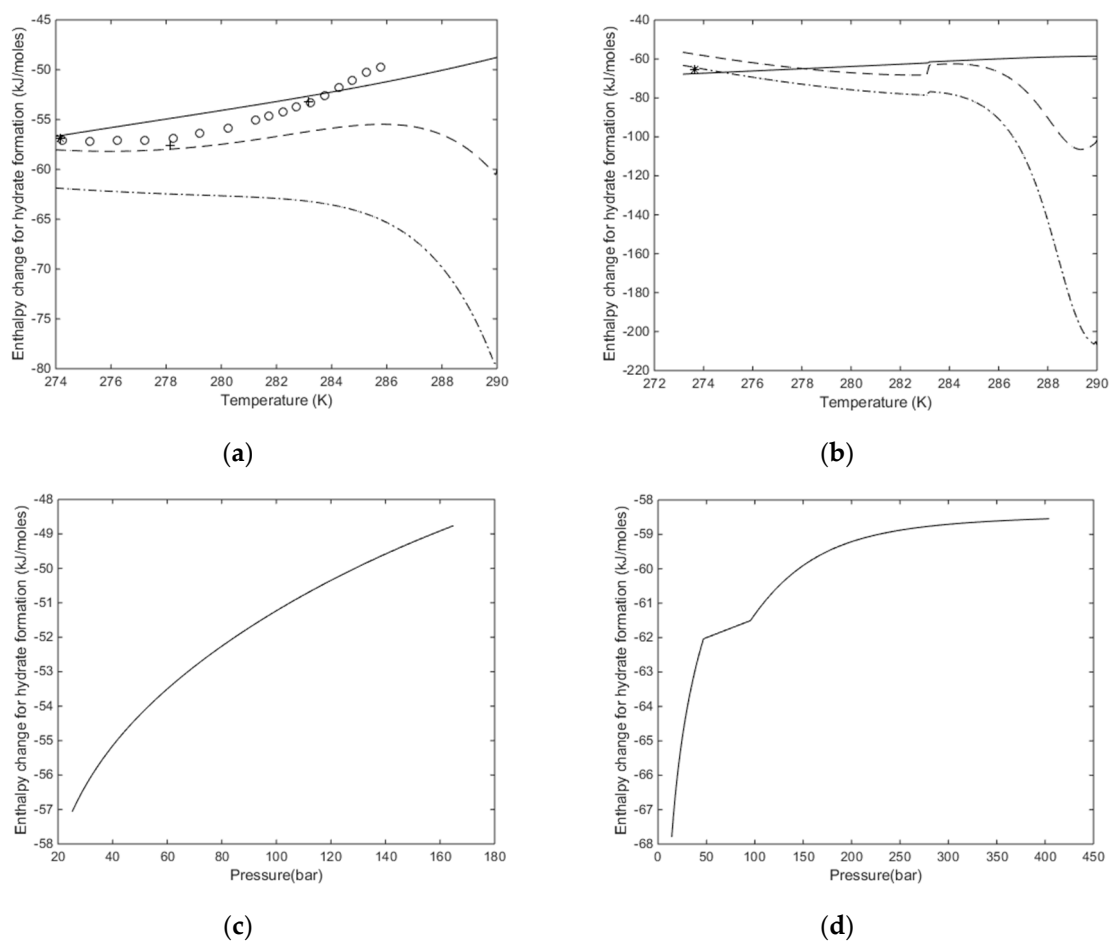 -45
-50
-55
-60
-65
-70
-75
-80
Enthalpy change for hydrate formation (kJ/moles)
274 276 278 280 282 284 286 288 290
Temperature (K)
(a)
-40
-60
-80
-100
-120
-140
-160
-180
-200
-220
Enthalpy change for hydrate formation (kJ/moles)
272 274 276 278 280 282 284 286 288 290
Temperature (K)
(b)
-48
-49
-50
-51
-52
-53
-54
-55
-56
-57
-58
Enthalpy change for hydrate formation (kJ/moles)
20 40 60 80 100 120 140 160 180
Pressure(bar)
(c)
-58
-59
-60
-61
-62
-63
-64
-65
-66
-67
-68
Enthalpy change for hydrate formation (kJ/moles)
0 50 100 150 200 250 300 350 400 450
Pressure(bar)
(d)